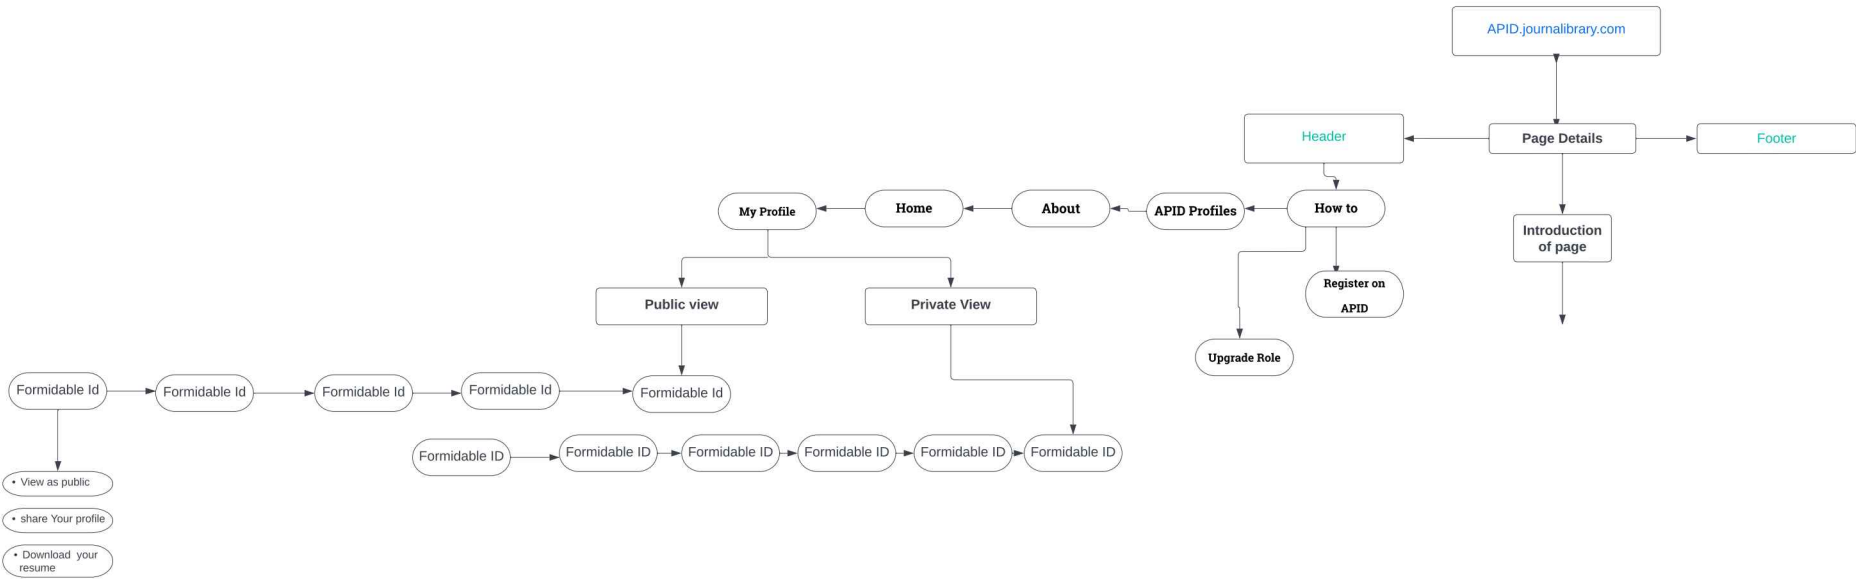 APID.journalibrary.com
Header
Page Details
Footer
My Profile
Home
About
APID Profiles
How to
Introduction
of page
Public view
Private View
Register on
APID
Upgrade Role
Formidable Id
Formidable Id
Formidable Id
Formidable Id
Formidable Id
Formidable ID
Formidable ID
Formidable ID
Formidable ID
Formidable ID
Formidable ID
• View as public
• share Your profile
• Download your
resume